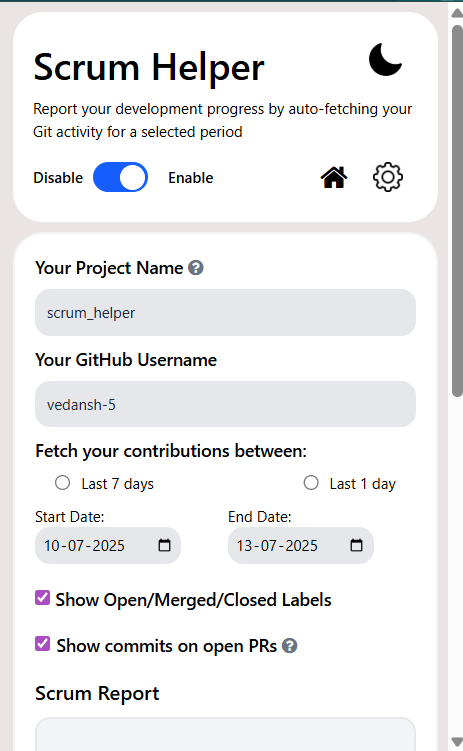 Scrum Helper
Report your development progress by auto-fetching your
Git activity for a selected period
Disable Enable
Your Project Name ?
scrum_helper
Your GitHub Username
vedansh-5
Fetch your contributions between:
Last 7 days Last 1 day
Start Date: End Date:
10-07-2025 13-07-2025
Show Open/Merged/Closed Labels
Show commits on open PRs ?
Scrum Report